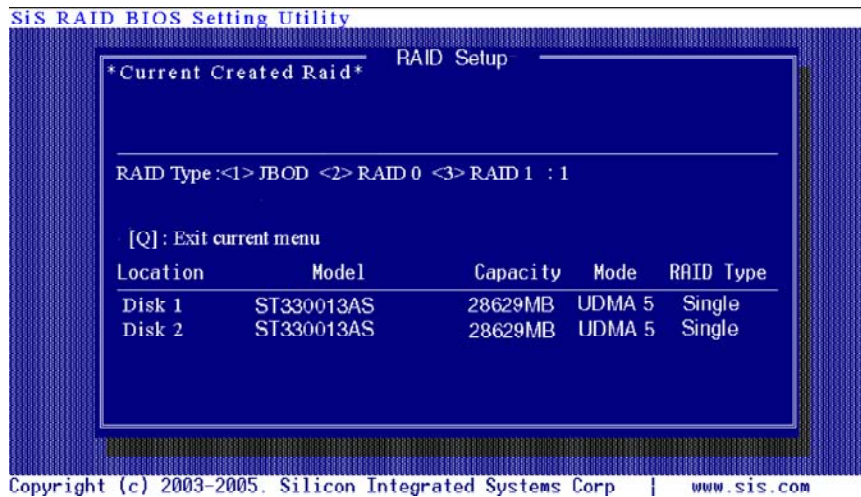 SiS RAID BIOS Setting Utility
RAID Setup
*Current Created Raid*
RAID Type :<1> JBOD <2> RAID 0 <3> RAID 1 : 1
[Q] : Exit current menu
Location Model Capacity Mode RAID Type
Disk 1 ST330013AS 28629MB UDMA 5 Single
Disk 2 ST330013AS 28629MB UDMA 5 Single
Copyright (c) 2003-2005. Silicon Integrated Systems Corp | www.sis.com